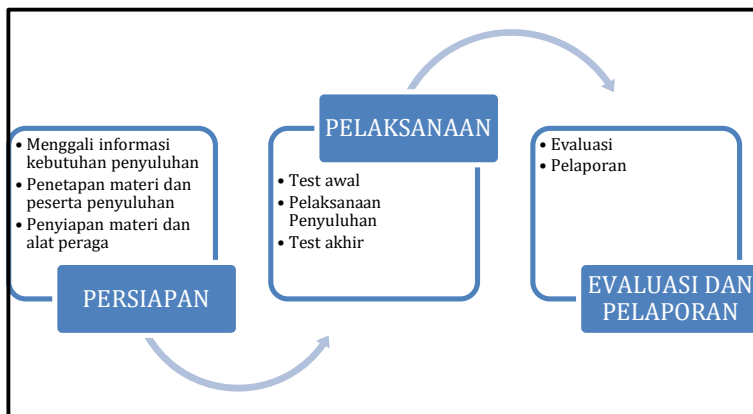 • Menggali informasi
kebutuhan penyuluhan
• Penetapan materi dan
peserta penyuluhan
• Penyiapan materi dan
alat peraga
PERSIAPAN
PELAKSANAAN
• Test awal
• Pelaksanaan
Penyuluhan
• Test akhir
• Evaluasi
• Pelaporan
EVALUASI DAN
PELAPORAN